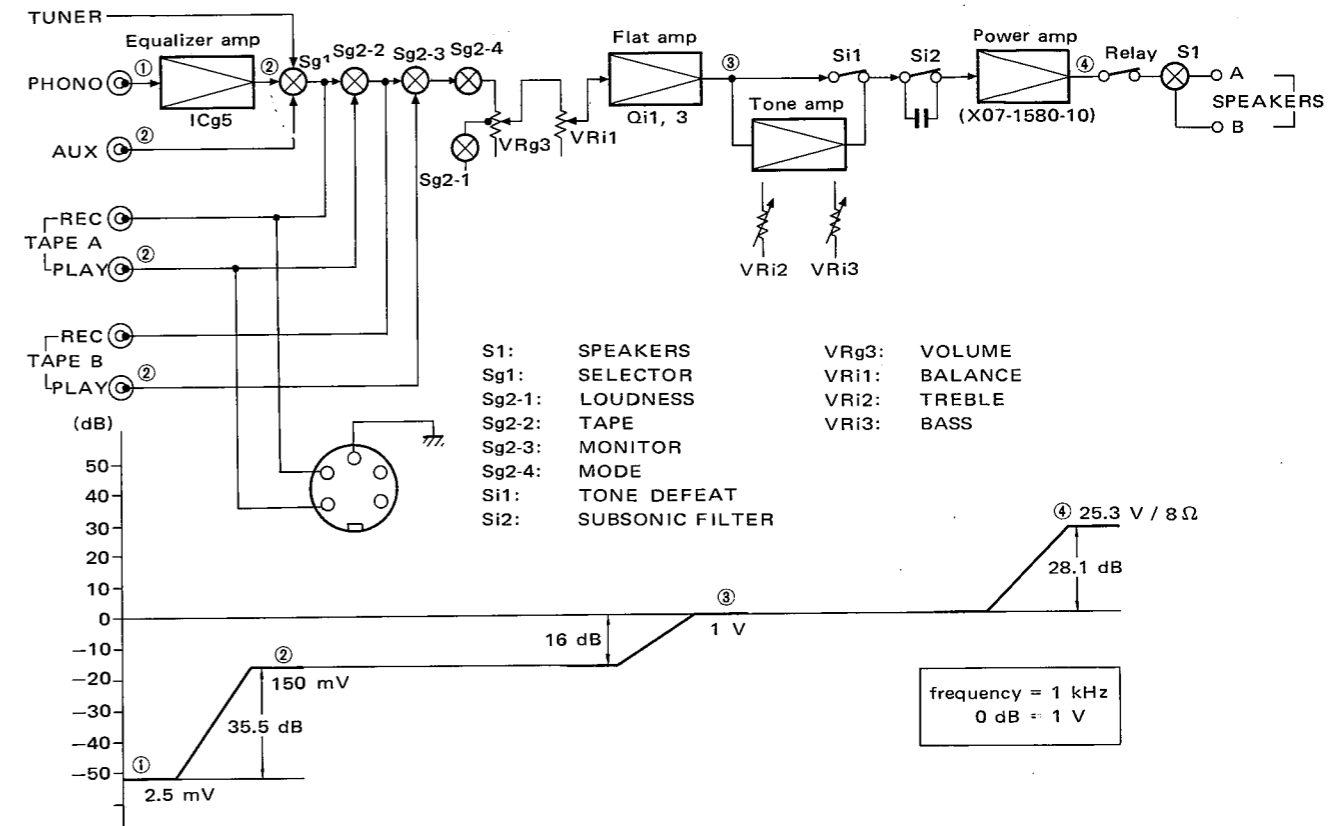 TUNER
Equalizer amp
Sg1
Sg2-2
Sg2-3
Sg2-4
Flat amp
③
Si1
Si2
Power amp
④
Relay
S1
PHONO
①
②
ICg5
Qi1, 3
Tone amp
(X07-1580-10)
A
SPEAKERS
B
AUX
②
VRg3
VRi1
Sg2-1
REC
TAPE A
PLAY
②
VRi2
VRi3
REC
TAPE B
PLAY
②
S1: SPEAKERS
Sg1: SELECTOR
Sg2-1: LOUDNESS
Sg2-2: TAPE
Sg2-3: MONITOR
Sg2-4: MODE
Si1: TONE DEFEAT
Si2: SUBSONIC FILTER
VRg3: VOLUME
VRi1: BALANCE
VRi2: TREBLE
VRi3: BASS
(dB)
50
40
30
20
10
0
−10
−20
−30
−40
−50
④ 25.3 V / 8Ω
28.1 dB
③
1 V
16 dB
②
150 mV
35.5 dB
①
2.5 mV
frequency = 1 kHz
0 dB = 1 V